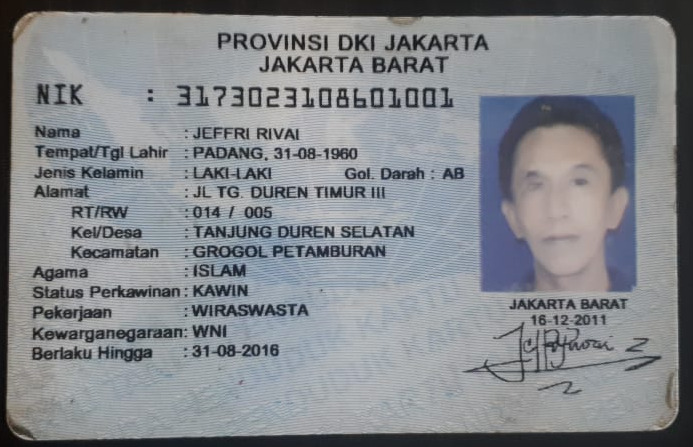 PROVINSI DKI JAKARTA
JAKARTA BARAT
NIK : 3173023108601001
Nama : JEFFRI RIVAI
Tempat/Tgl Lahir : PADANG, 31-08-1960
Jenis Kelamin : LAKI-LAKI Gol. Darah : AB
Alamat : JL TG. DUREN TIMUR III
RT/RW : 014 / 005
Kel/Desa : TANJUNG DUREN SELATAN
Kecamatan : GROGOL PETAMBURAN
Agama : ISLAM
Status Perkawinan : KAWIN
Pekerjaan : WIRASWASTA
Kewarganegaraan : WNI
Berlaku Hingga : 31-08-2016
JAKARTA BARAT
16-12-2011